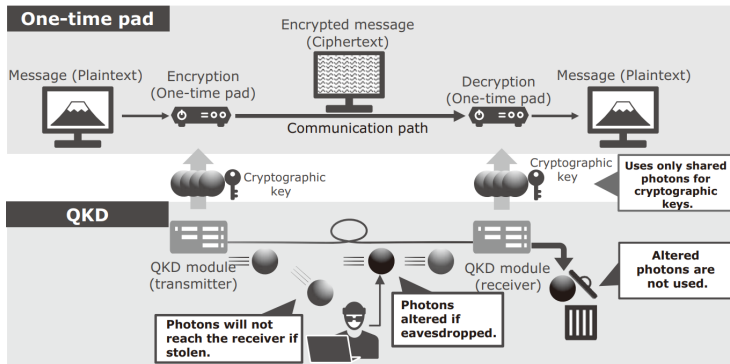 One-time pad
Encrypted message
(Ciphertext)
Message (Plaintext)
Encryption
(One-time pad)
Decryption
(One-time pad)
Message (Plaintext)
Communication path
Cryptographic
key
Cryptographic
key
Uses only shared
photons for
cryptographic
keys.
QKD
QKD module
(transmitter)
QKD module
(receiver)
Altered
photons are
not used.
Photons will not
reach the receiver if
stolen.
Photons
altered if
eavesdropped.